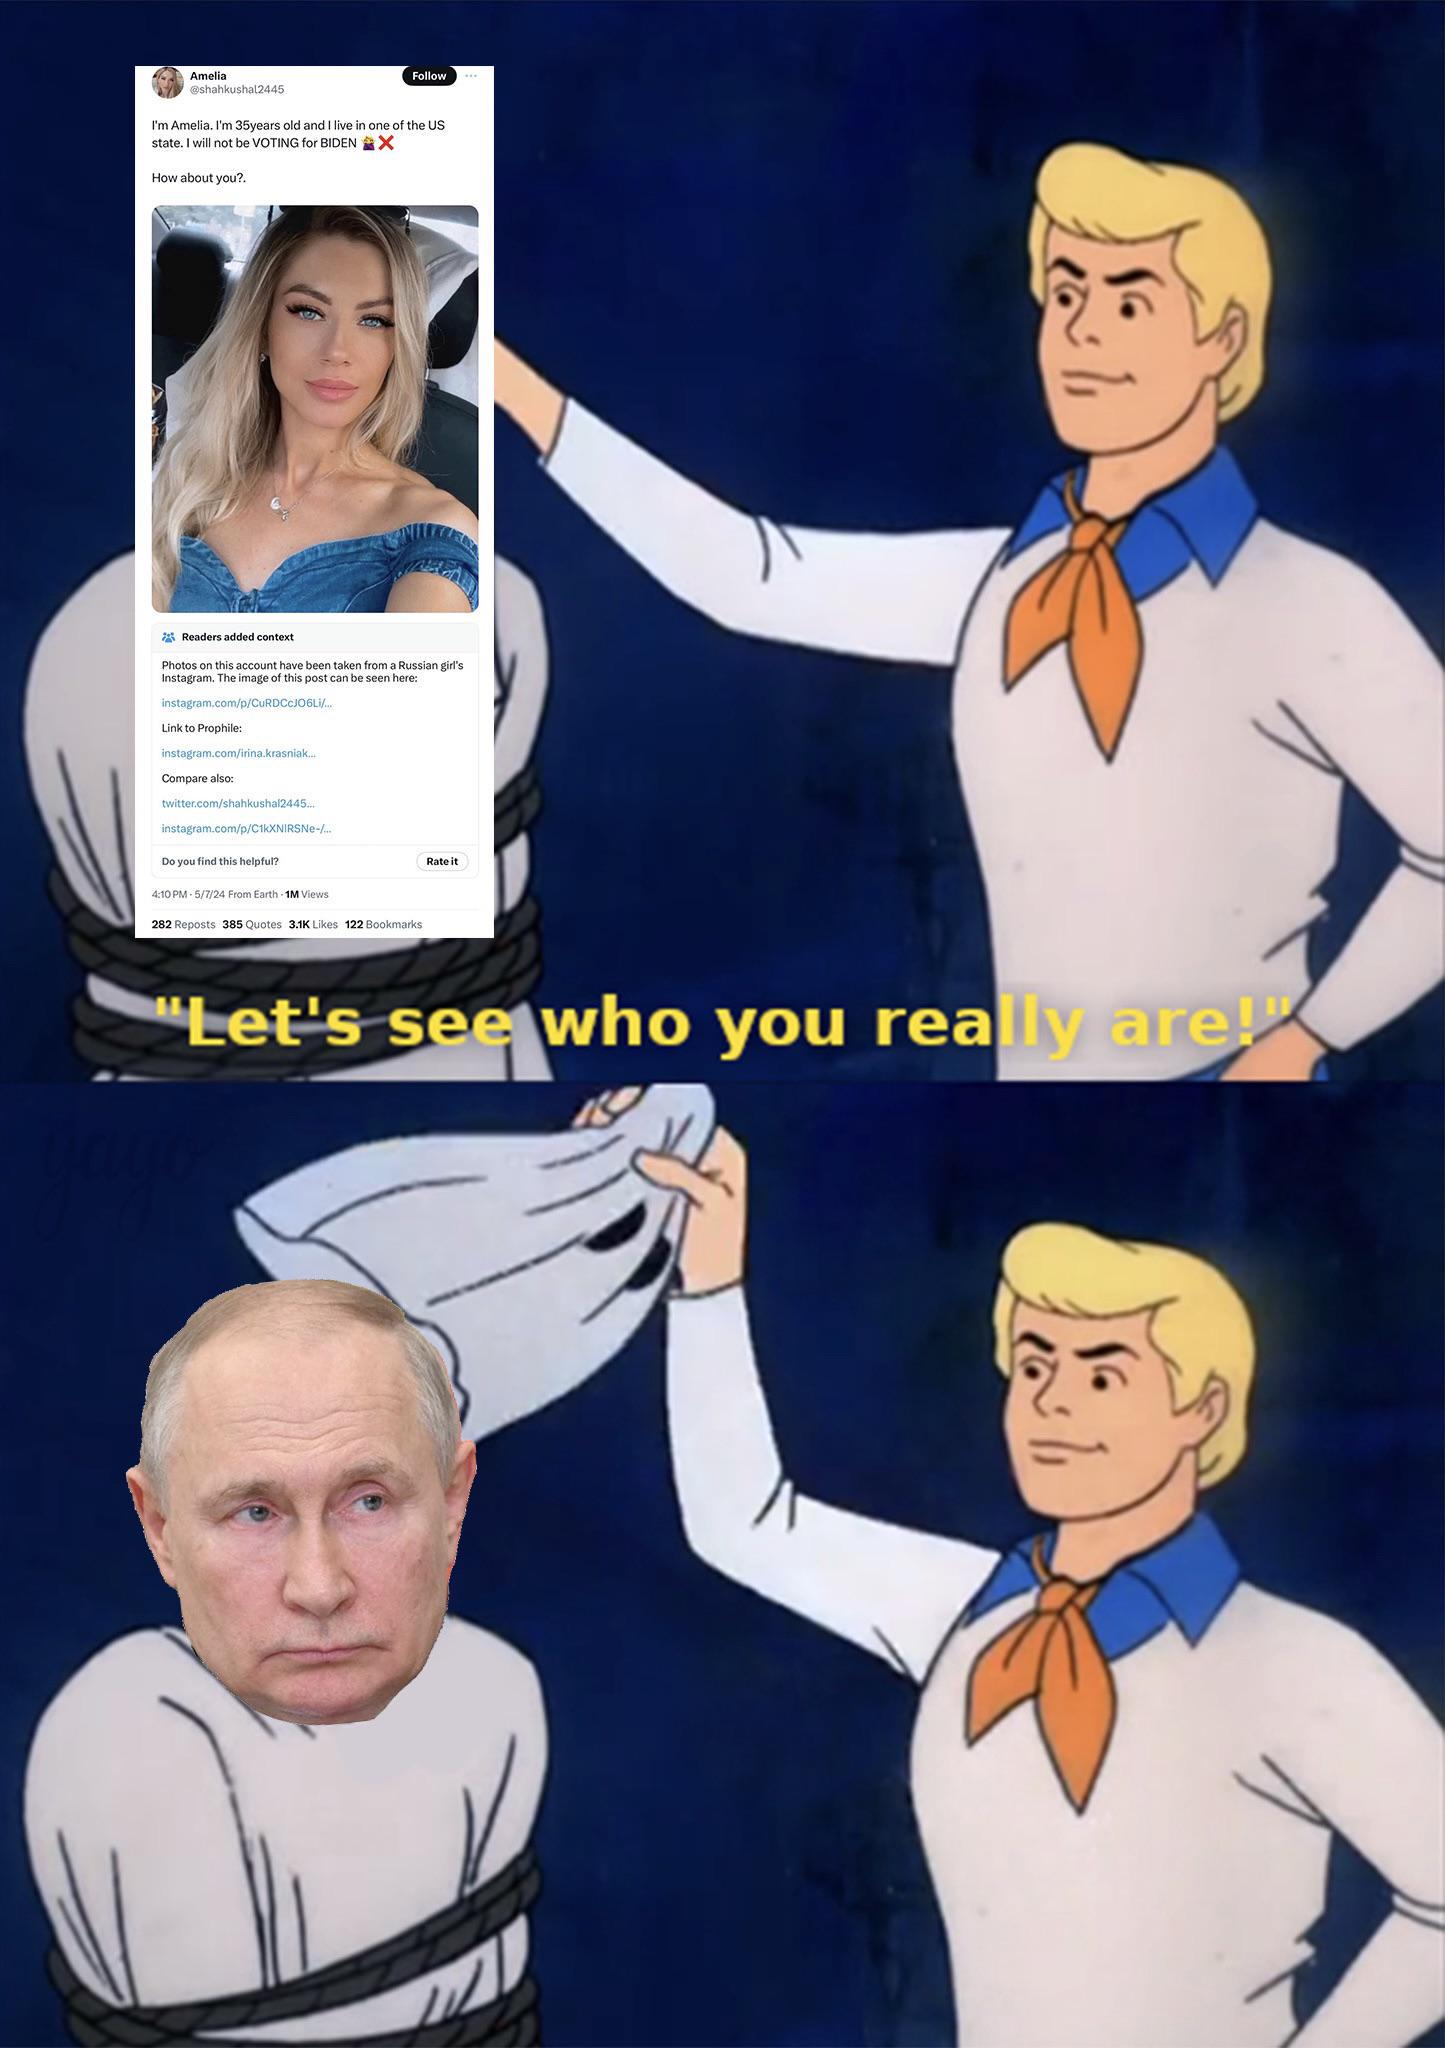 Amelia
@shahkushal2445
Follow
I'm Amelia. I'm 35years old and I live in one of the US
state. I will not be VOTING for BIDEN 🙅‍♀️❌
How about you?.
Readers added context
Photos on this account have been taken from a Russian girl's
Instagram. The image of this post can be seen here:
instagram.com/p/CuRDCcJO6Li/...
Link to Prophile:
instagram.com/irina.krasniak...
Compare also:
twitter.com/shahkushal2445...
instagram.com/p/C1kXNIRSNe-/...
Do you find this helpful?
Rate it
4:10 PM · 5/7/24 From Earth · 1M Views
282 Reposts 385 Quotes 3.1K Likes 122 Bookmarks
"Let's see who you really are!"
yayo